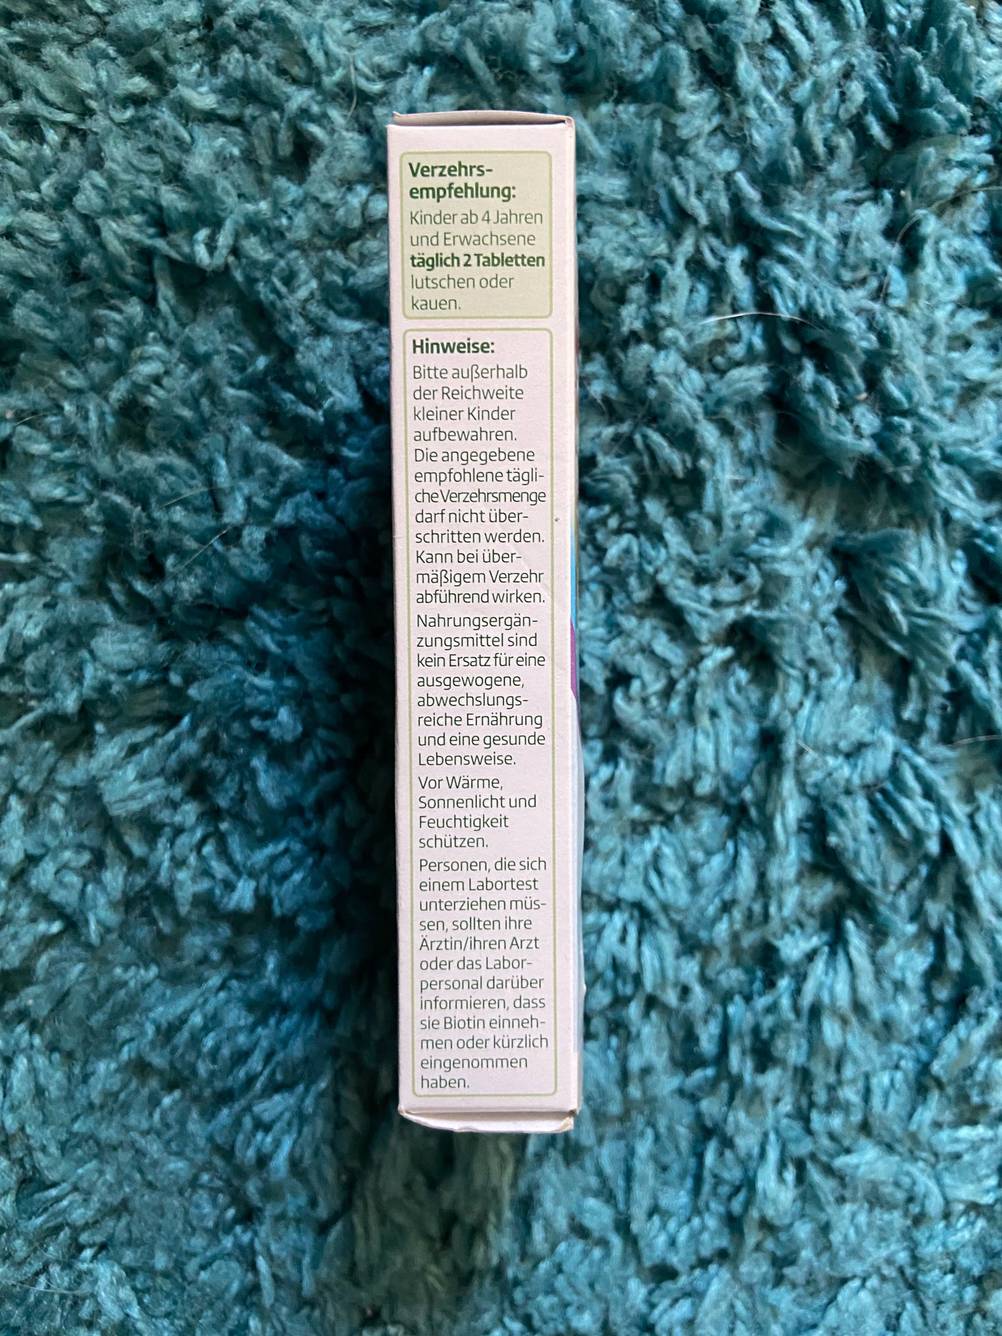 Verzehrs-
empfehlung:
Kinder ab 4 Jahren
und Erwachsene
täglich 2 Tabletten
lutschen oder
kauen.
Hinweise:
Bitte außerhalb
der Reichweite
kleiner Kinder
aufbewahren.
Die angegebene
empfohlene tägli-
che Verzehrsmenge
darf nicht über-
schritten werden.
Kann bei über-
mäßigem Verzehr
abführend wirken.
Nahrungsergän-
zungsmittel sind
kein Ersatz für eine
ausgewogene,
abwechslungs-
reiche Ernährung
und eine gesunde
Lebensweise.
Vor Wärme,
Sonnenlicht und
Feuchtigkeit
schützen.
Personen, die sich
einem Labortest
unterziehen müs-
sen, sollten ihre
Ärztin/ihren Arzt
oder das Labor-
personal darüber
informieren, dass
sie Biotin einneh-
men oder kürzlich
eingenommen
haben.